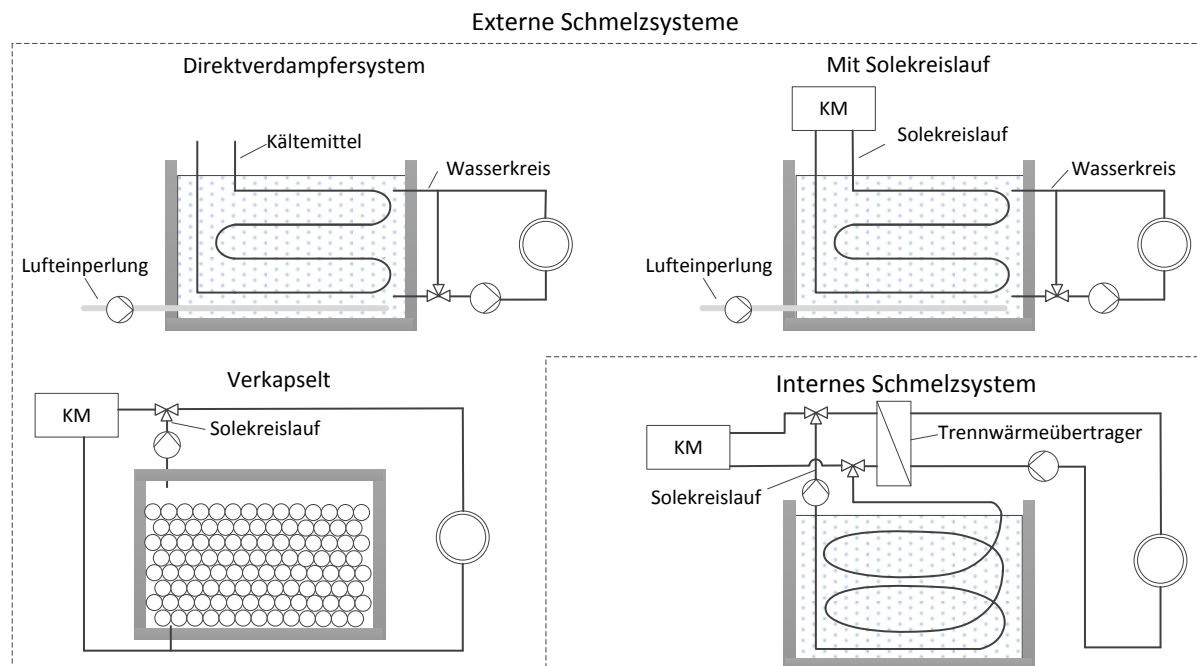 Externe Schmelzsysteme
Direktverdampfersystem
Kältemittel
Wasserkreis
Lufteinperlung
Mit Solekreislauf
KM
Solekreislauf
Wasserkreis
Lufteinperlung
Verkapselt
KM
Solekreislauf
Internes Schmelzsystem
KM
Trennwärmeübertrager
Solekreislauf